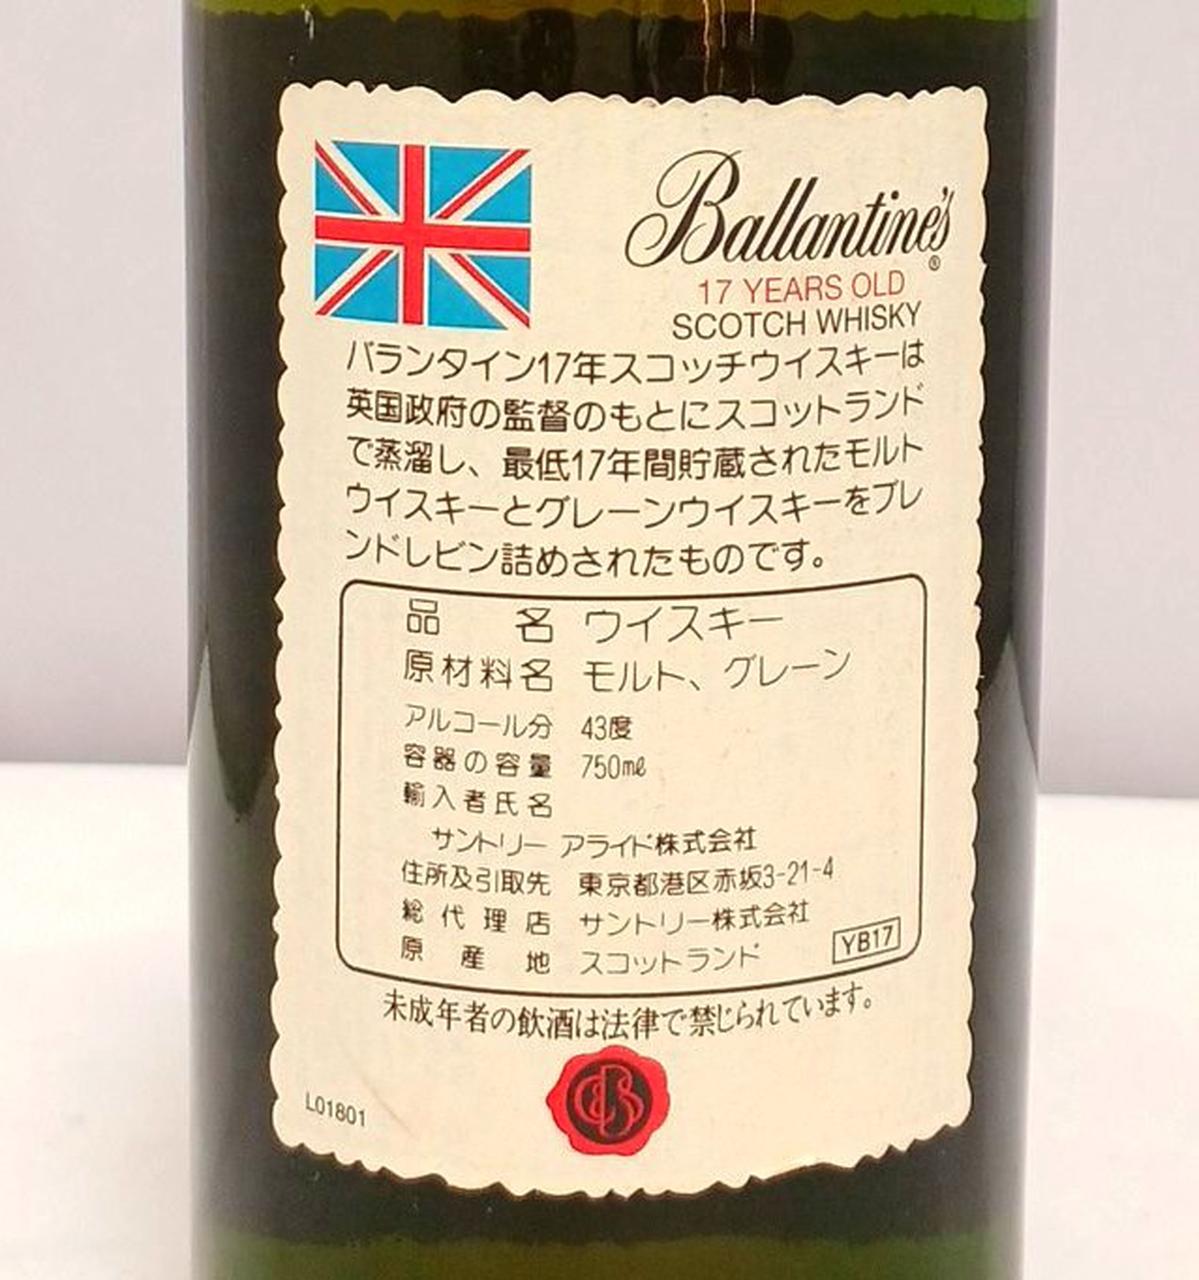 Ballantine's
®
17 YEARS OLD
SCOTCH WHISKY
バランタイン17年スコッチウイスキーは
英国政府の監督のもとにスコットランド
で蒸溜し、最低17年間貯蔵されたモルト
ウイスキーとグレーンウイスキーをブレ
ンドしビン詰めされたものです。
品名 ウイスキー
原材料名 モルト、グレーン
アルコール分 43度
容器の容量 750㎖
輸入者氏名
サントリー アライド株式会社
住所及引取先 東京都港区赤坂3-21-4
総代理店 サントリー株式会社
原産地 スコットランド
YB17
未成年者の飲酒は法律で禁じられています。
L01801